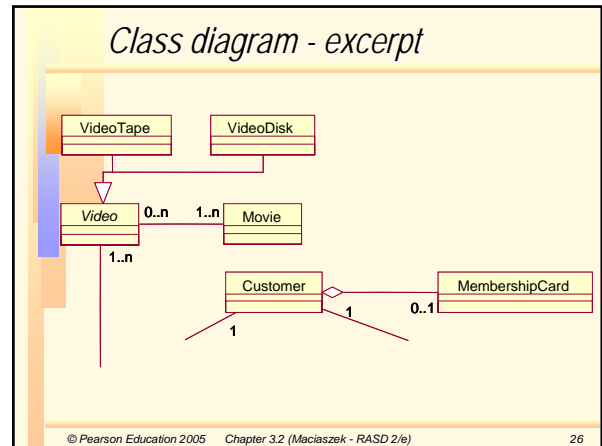 Class diagram - excerpt
VideoTape
VideoDisk
Video
0..n
1..n
Movie
1..n
Customer
MembershipCard
1
1
0..1
© Pearson Education 2005 Chapter 3.2 (Maciaszek - RASD 2/e) 26